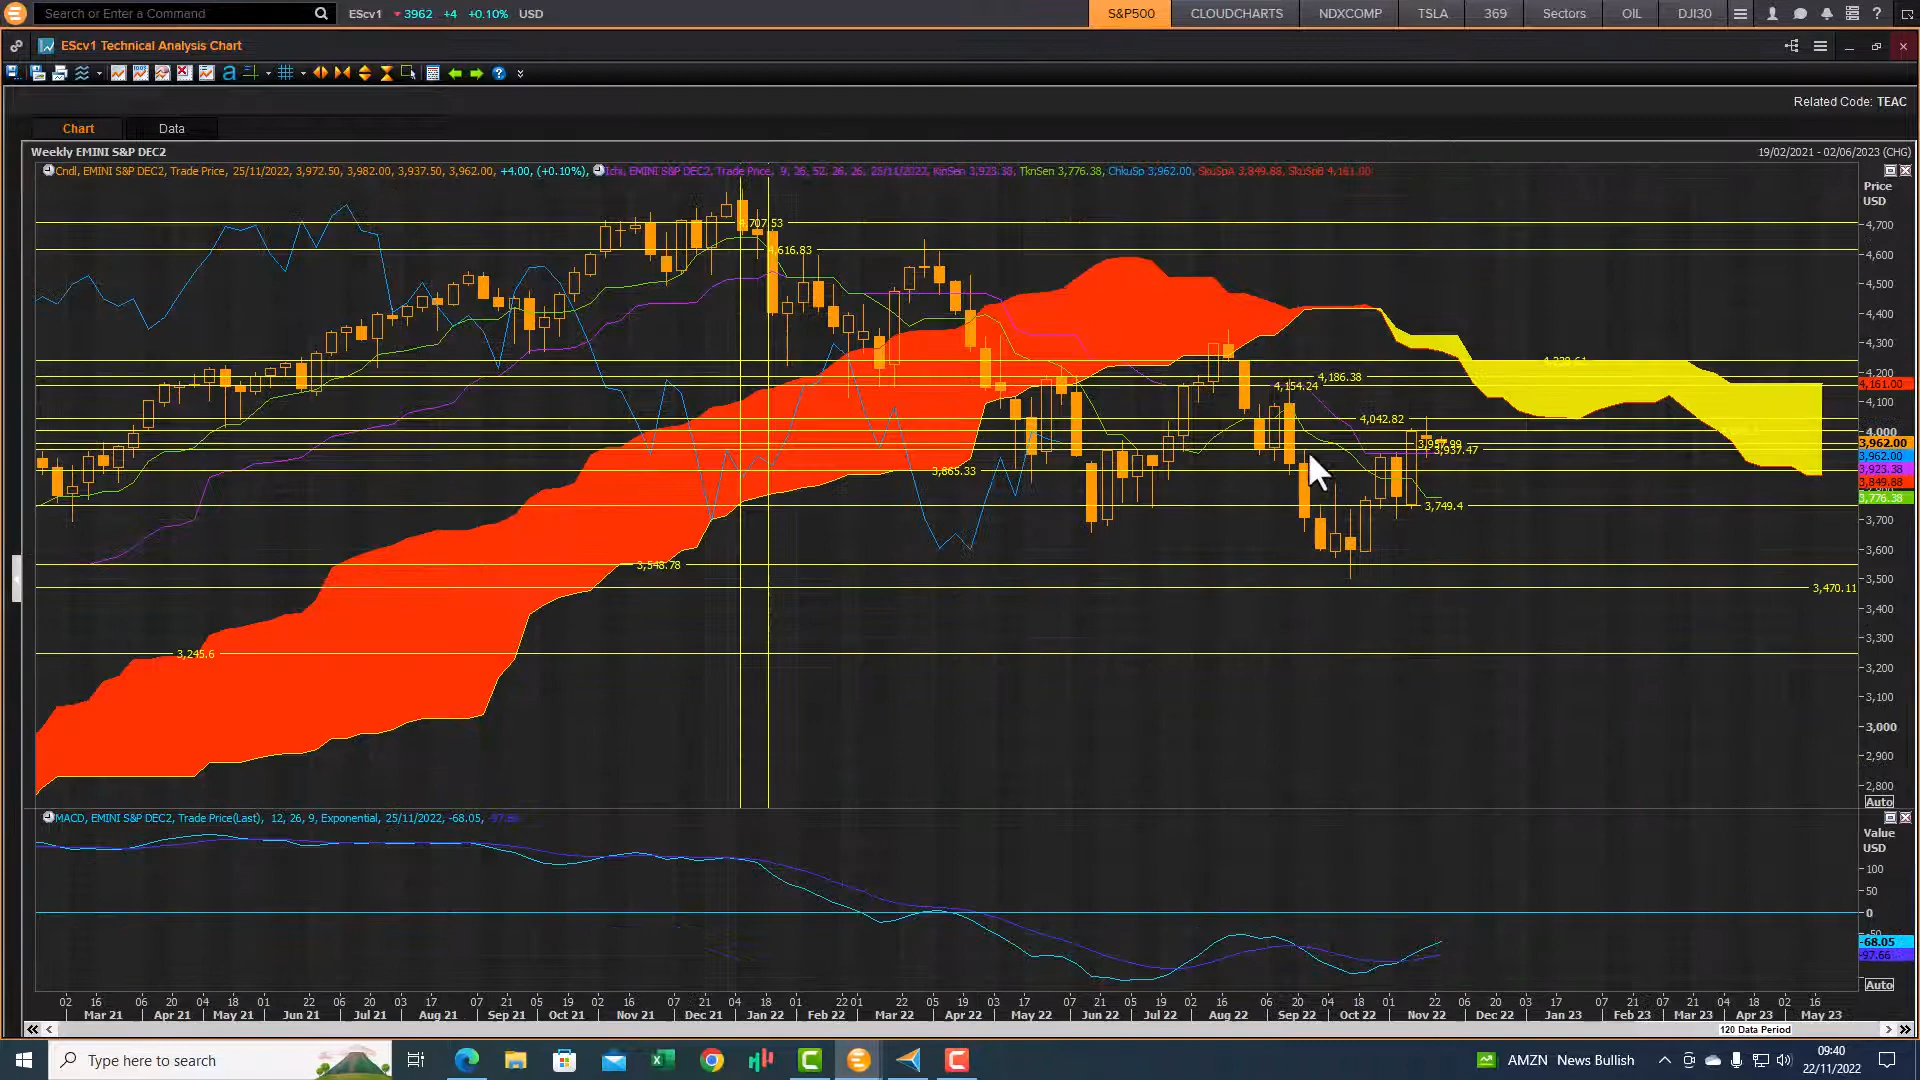 Search or Enter a Command EScv1 3962 +4 +0.10% USD S&P500 CLOUDCHARTS NDXCOMP TSLA 369 Sectors OIL DJI30
EScv1 Technical Analysis Chart
Related Code: TEAC
Chart Data
Weekly EMINI S&P DEC2 19/02/2021 - 02/06/2023 (CHG)
Cndl, EMINI S&P DEC2, Trade Price, 25/11/2022, 3,972.50, 3,982.00, 3,937.50, 3,962.00, +4.00, (+0.10%), Ichi, EMINI S&P DEC2, Trade Price, 9, 26, 52, 26, 26, 25/11/2022, KinSen 3,923.38, TknSen 3,776.38, ChkuSp 3,962.00, SkuSpA 3,849.88, SkuSpB 4,161.00
Price
USD
4,707.53
4,700
4,616.83
4,600
4,500
4,400
4,300
4,186.38
4,200
4,154.24
4,161.00
4,100
4,042.82
4,000
3,962.00
3,937.47
3,962.00
3,865.33
3,923.38
3,849.88
3,776.38
3,749.4
3,700
3,600
3,548.78
3,500
3,470.11
3,400
3,300
3,245.6
3,200
3,100
3,000
2,900
2,800
Auto
MACD, EMINI S&P DEC2, Trade Price(Last), 12, 26, 9, Exponential, 25/11/2022, -68.05, -97.66
Value
USD
100
50
0
-50
-68.05
-97.66
Auto
02 16 06 20 04 18 01 22 06 20 03 17 07 21 05 19 02 16 07 21 04 18 01 22 01 22 05 19 03 17 07 21 05 19 02 16 06 20 04 18 01 22 06 20 03 17 07 21 07 21 04 18 02 16
Mar 21 Apr 21 May 21 Jun 21 Jul 21 Aug 21 Sep 21 Oct 21 Nov 21 Dec 21 Jan 22 Feb 22 Mar 22 Apr 22 May 22 Jun 22 Jul 22 Aug 22 Sep 22 Oct 22 Nov 22 Dec 22 Jan 23 Feb 23 Mar 23 Apr 23 May 23
120 Data Period
Type here to search AMZN News Bullish 09:40
22/11/2022